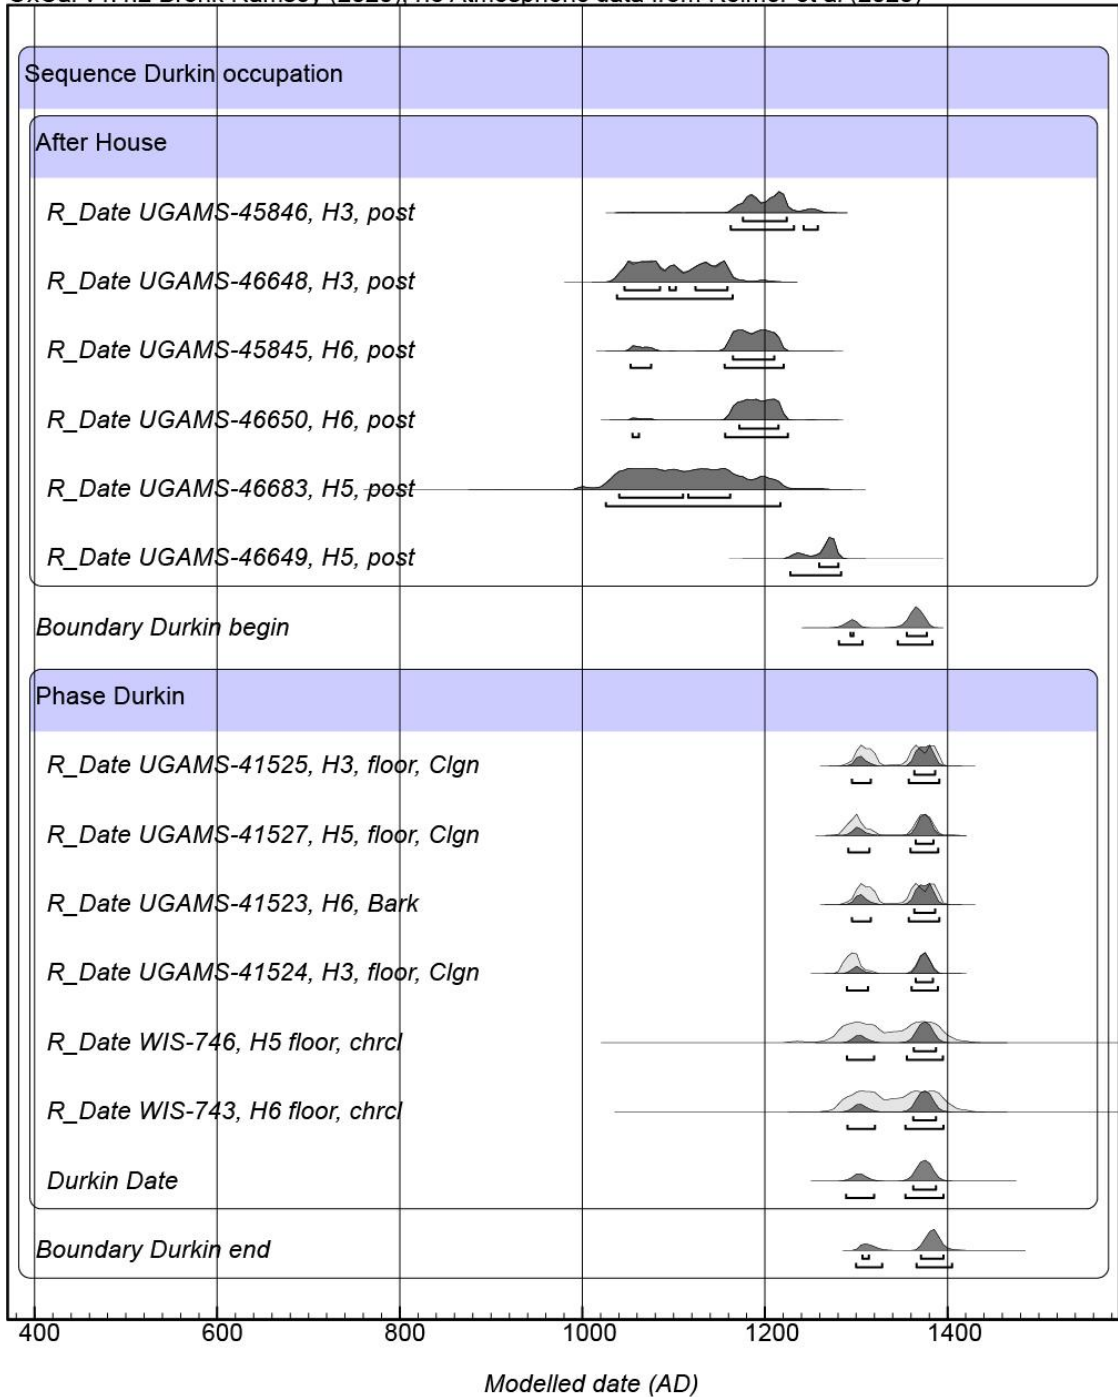 Sequence Durkin occupation
After House
R_Date UGAMS-45846, H3, post
R_Date UGAMS-46648, H3, post
R_Date UGAMS-45845, H6, post
R_Date UGAMS-46650, H6, post
R_Date UGAMS-46683, H5, post
R_Date UGAMS-46649, H5, post
Boundary Durkin begin
Phase Durkin
R_Date UGAMS-41525, H3, floor, Clgn
R_Date UGAMS-41527, H5, floor, Clgn
R_Date UGAMS-41523, H6, Bark
R_Date UGAMS-41524, H3, floor, Clgn
R_Date WIS-746, H5 floor, chrcl
R_Date WIS-743, H6 floor, chrcl
Durkin Date
Boundary Durkin end
400 600 800 1000 1200 1400
Modelled date (AD)